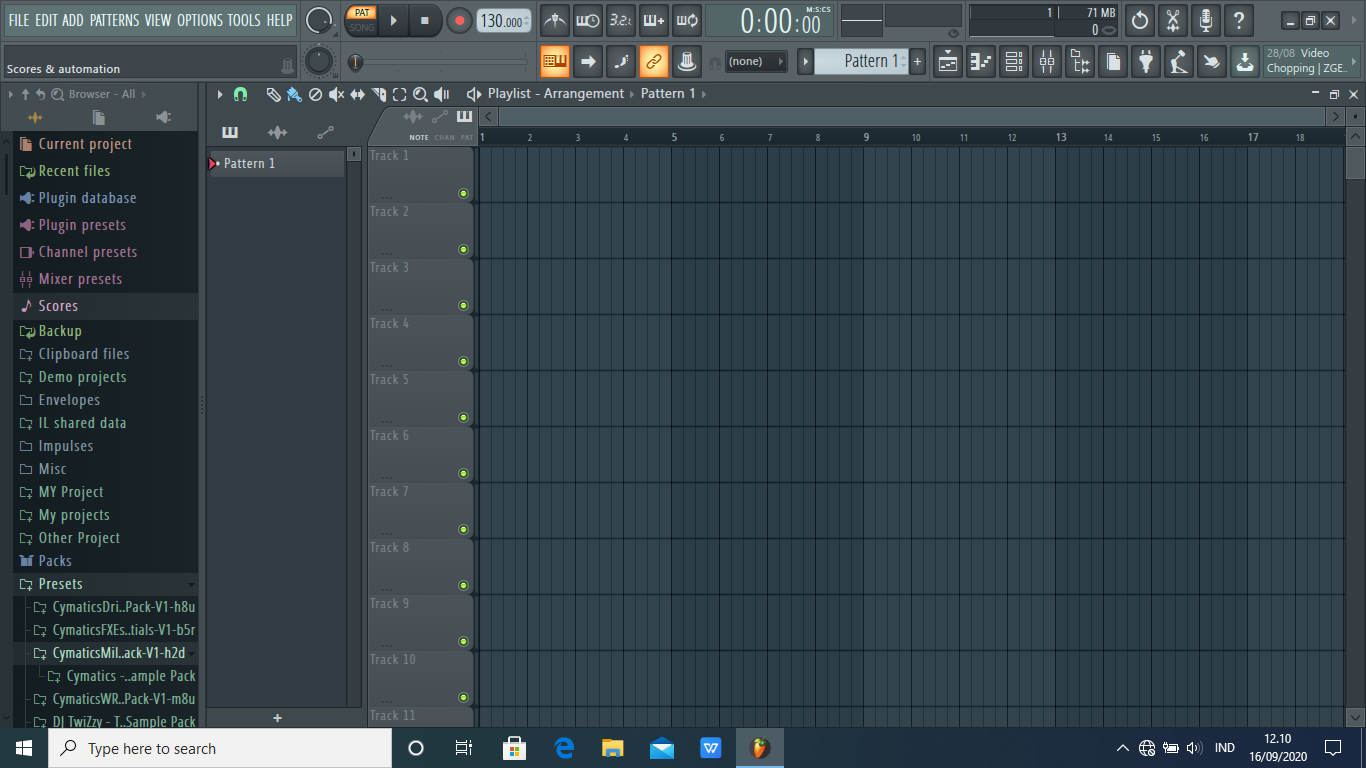 FILE EDIT ADD PATTERNS VIEW OPTIONS TOOLS HELP
PAT
SONG
130.000
3.2.
0:00:00
M:S:CS
1
71 MB
0
Scores & automation
(none)
Pattern 1
+
28/08 Video
Chopping | ZGE..
Browser - All
Playlist - Arrangement
Pattern 1
NOTE CHAN PAT
1 2 3 4 5 6 7 8 9 10 11 12 13 14 15 16 17 18
Current project
Recent files
Plugin database
Plugin presets
Channel presets
Mixer presets
Scores
Backup
Clipboard files
Demo projects
Envelopes
IL shared data
Impulses
Misc
MY Project
My projects
Other Project
Packs
Presets
CymaticsDri..Pack-V1-h8u
CymaticsFXEs..tials-V1-b5r
CymaticsMil..ack-V1-h2d
Cymatics -..ample Pack
CymaticsWR..Pack-V1-m8u
DJ TwiZzy - T..Sample Pack
Pattern 1
+
Track 1
Track 2
Track 3
Track 4
Track 5
Track 6
Track 7
Track 8
Track 9
Track 10
Track 11
Type here to search
IND
12.10
16/09/2020